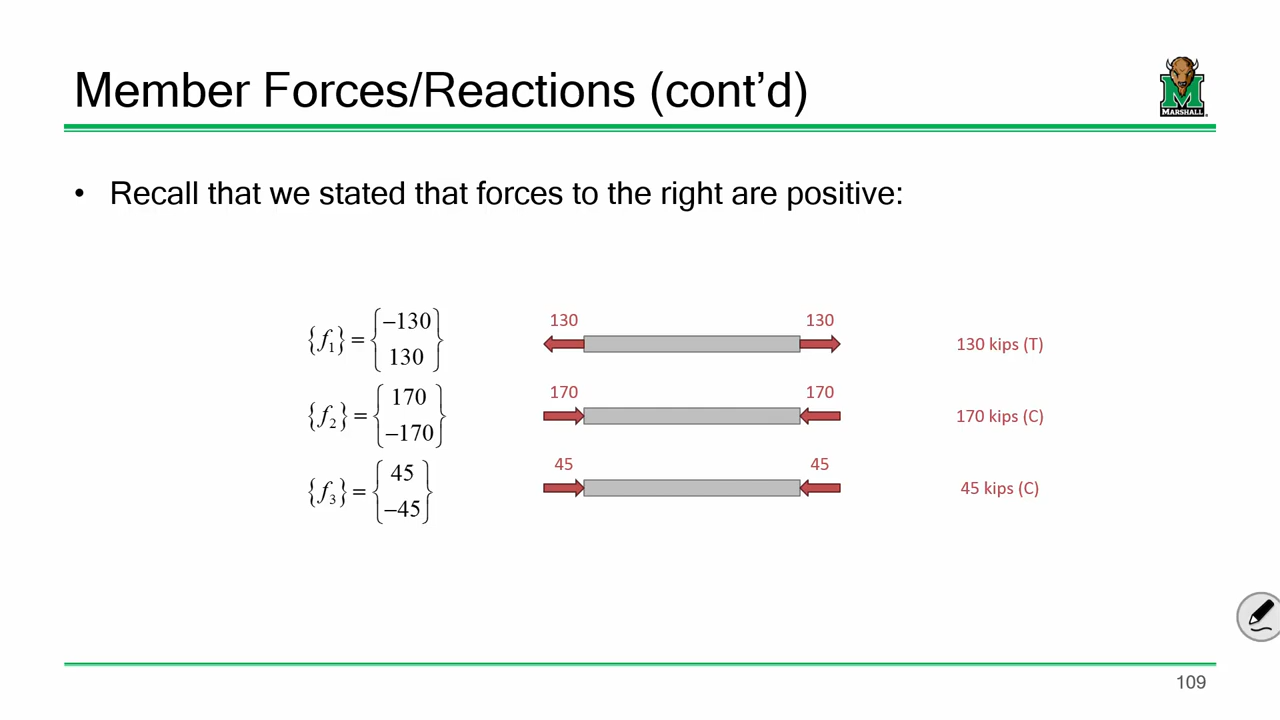 Member Forces/Reactions (cont’d)
MARSHALL
• Recall that we stated that forces to the right are positive:
{f₁} = {−130
130}
130 130
130 kips (T)
{f₂} = {170
−170}
170 170
170 kips (C)
{f₃} = {45
−45}
45 45
45 kips (C)
109